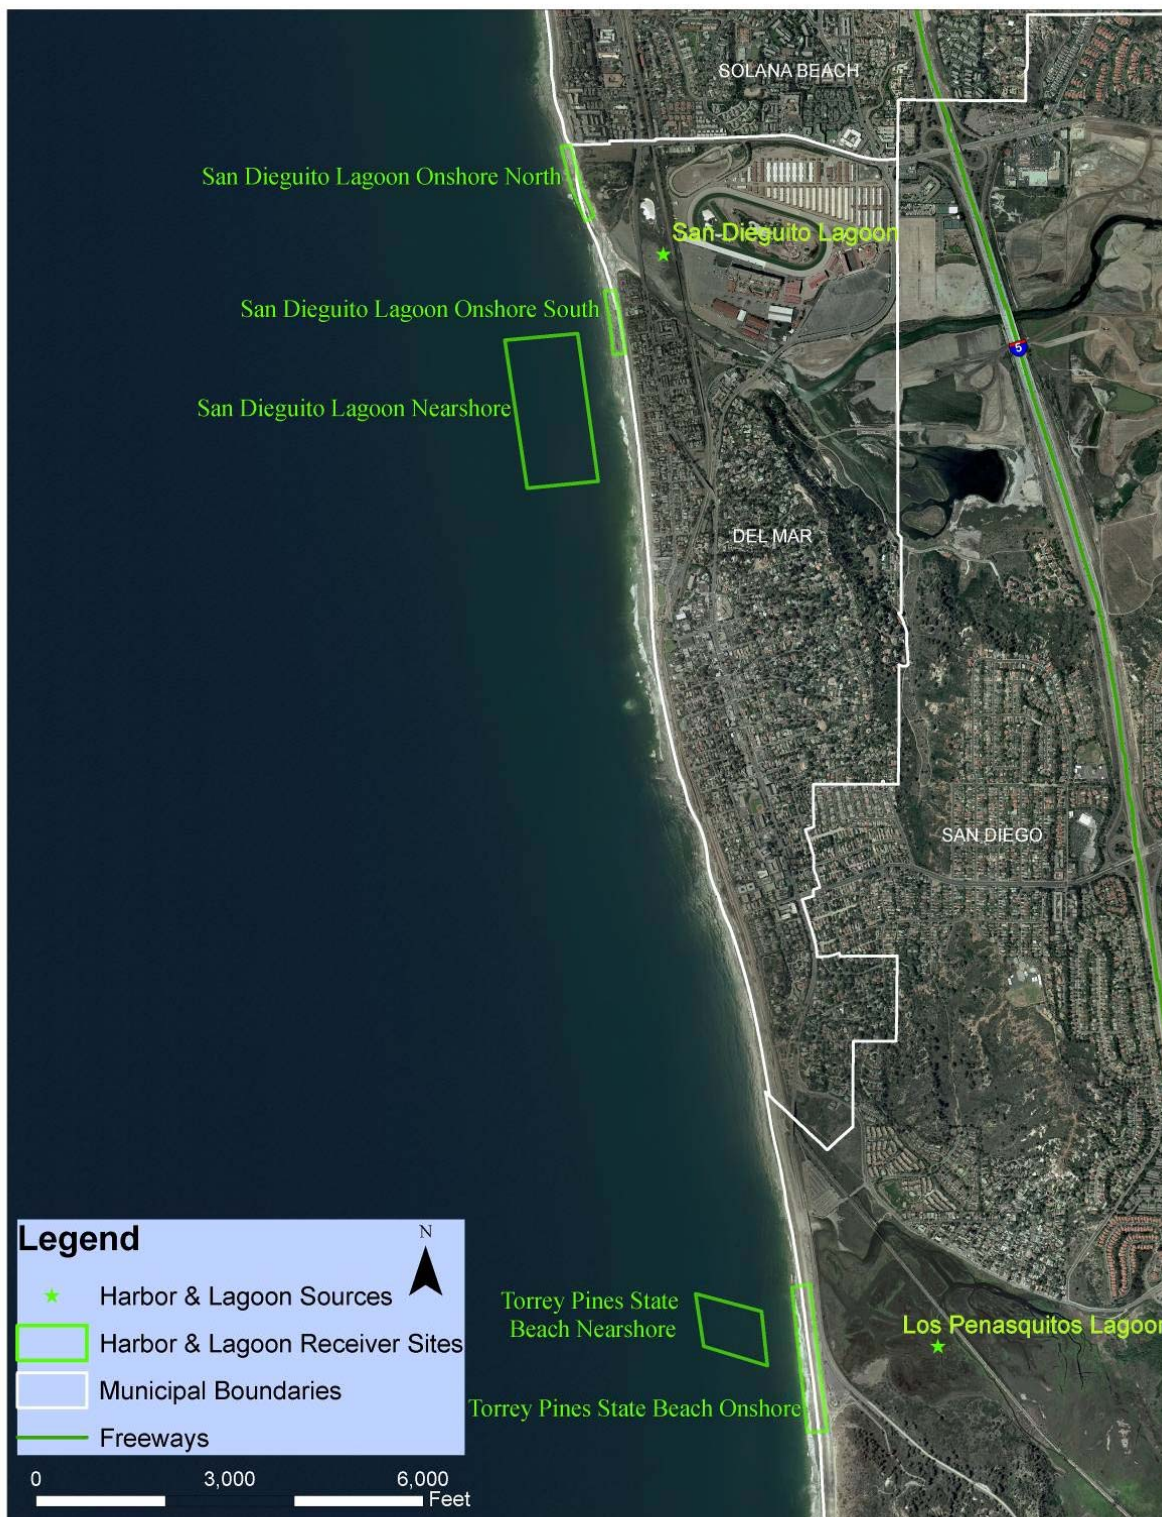 SOLANA BEACH
San Dieguito Lagoon Onshore North
San Dieguito Lagoon
San Dieguito Lagoon Onshore South
5
San Dieguito Lagoon Nearshore
DEL MAR
SAN DIEGO
Legend
N
Harbor & Lagoon Sources
Harbor & Lagoon Receiver Sites
Municipal Boundaries
Freeways
0 3,000 6,000
Feet
Torrey Pines State
Beach Nearshore
Los Penasquitos Lagoon
Torrey Pines State Beach Onshore